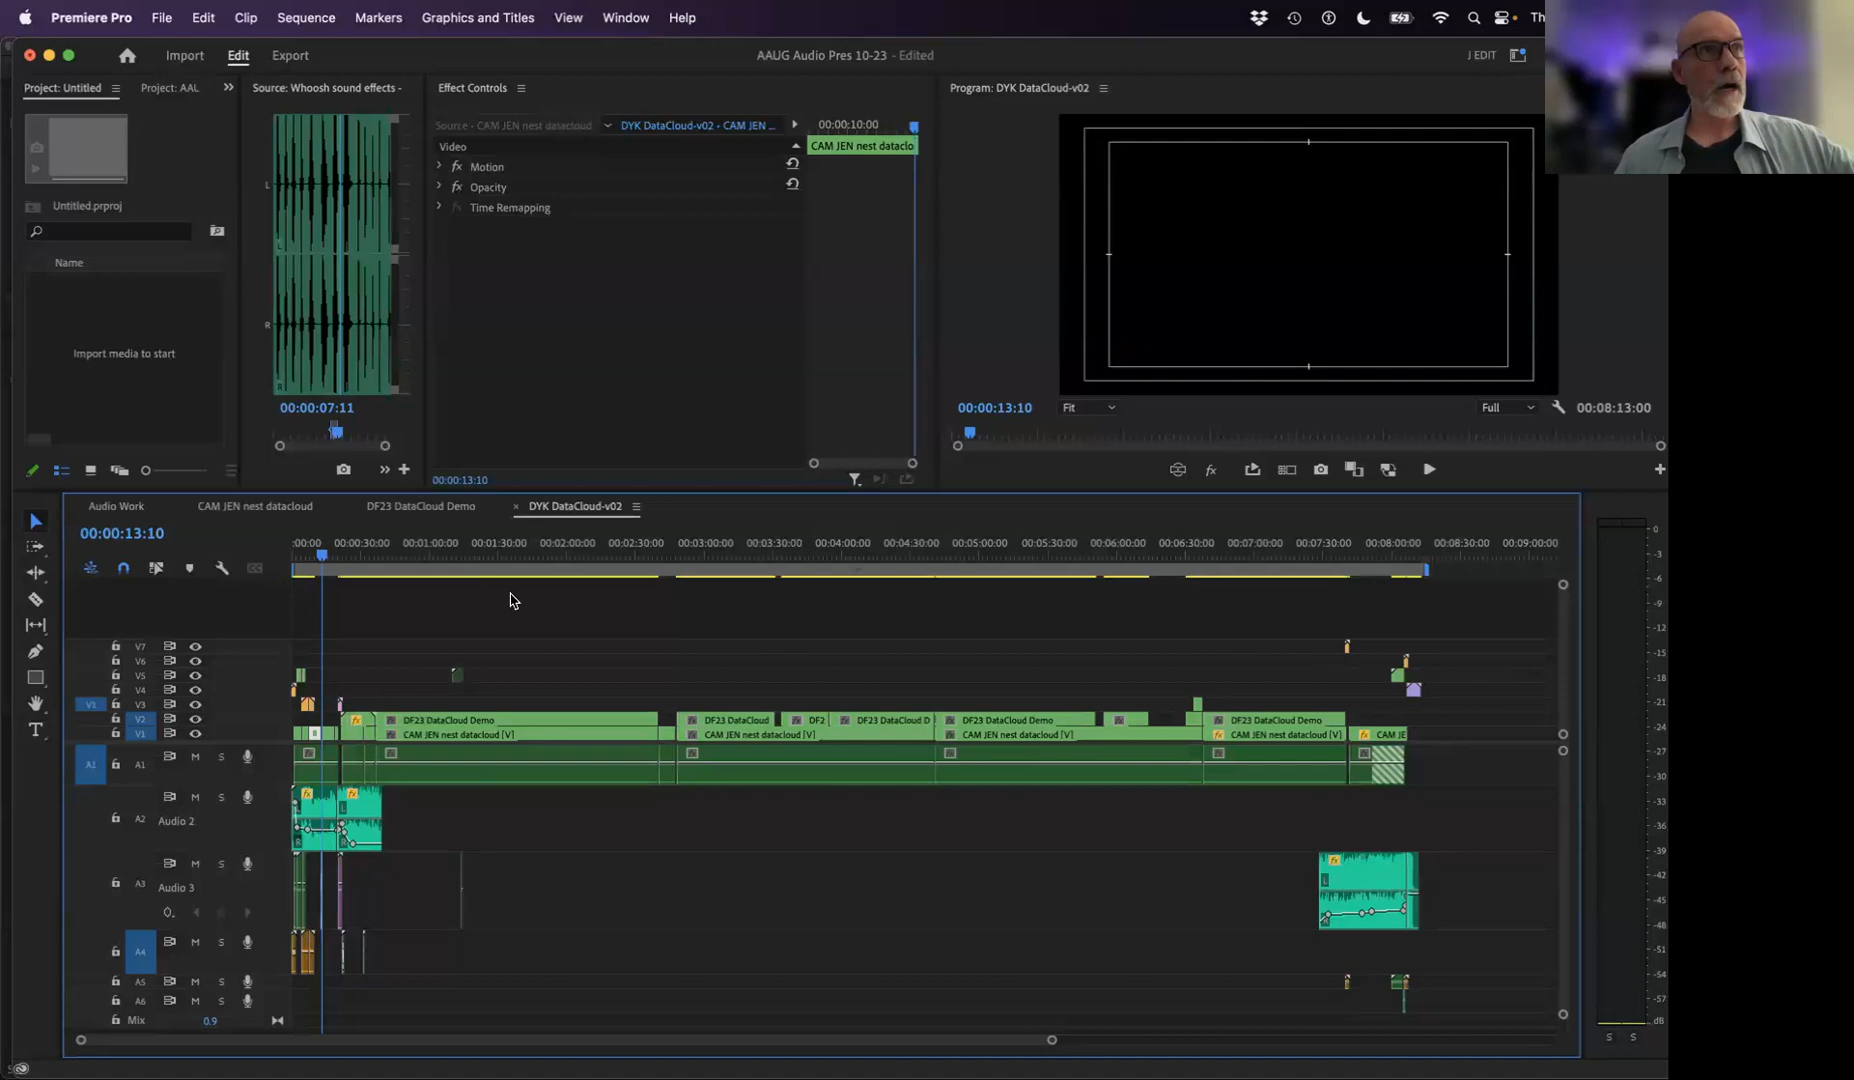 Premiere Pro File Edit Clip Sequence Markers Graphics and Titles View Window Help Th
Import Edit Export AAUG Audio Pres 10-23 - Edited J EDIT
Project: Untitled Project: AAL Source: Whoosh sound effects - Effect Controls Program: DYK DataCloud-v02
Source - CAM JEN nest datacloud DYK DataCloud-v02 - CAM JEN ... 00:00:10:00
Video CAM JEN nest dataclo
fx Motion
fx Opacity
fx Time Remapping
Untitled.prproj
Name
L
R
L
R
Import media to start
00:00:07:11
00:00:13:10 Fit Full 00:08:13:00
00:00:13:10
fx
Audio Work CAM JEN nest datacloud DF23 DataCloud Demo DYK DataCloud-v02
00:00:13:10
:00:00 00:00:30:00 00:01:00:00 00:01:30:00 00:02:00:00 00:02:30:00 00:03:00:00 00:03:30:00 00:04:00:00 00:04:30:00 00:05:00:00 00:05:30:00 00:06:00:00 00:06:30:00 00:07:00:00 00:07:30:00 00:08:00:00 00:08:30:00 00:09:00:00
CC
V7
V6
V5
V4
V1 V3
V2 fx DF23 DataCloud Demo DF23 DataCloud DF2 DF23 DataCloud D DF23 DataCloud Demo DF23 DataCloud Demo
V1 CAM JEN nest datacloud [V] CAM JEN nest datacloud [V] CAM JEN nest datacloud [V] CAM JEN nest datacloud [V] CAM JE
A1 A1 M S
A2 M S
Audio 2
A3 M S
Audio 3
A4 M S
A5 M S
A6 M S
Mix 0.9
0
-3
-6
-9
-12
-15
-18
-21
-24
-27
-30
-33
-36
-39
-42
-45
-48
-51
-54
-57
dB
S S